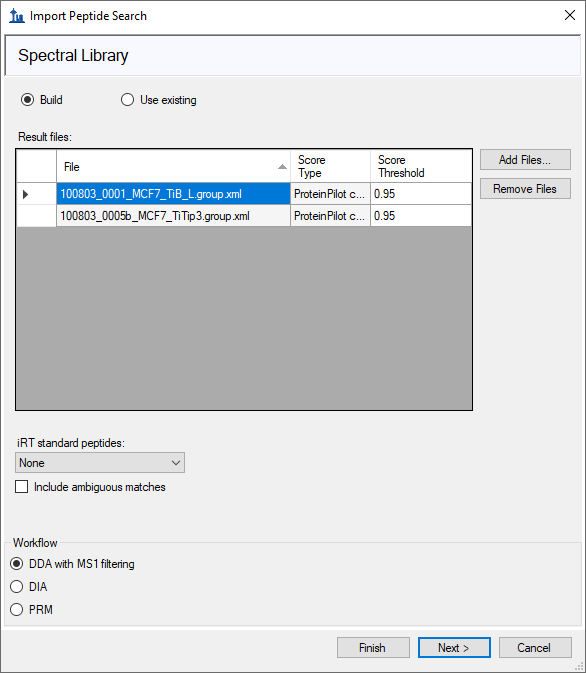 Import Peptide Search
Spectral Library
Build Use existing
Result files:
File Score Type Score Threshold
100803_0001_MCF7_TiB_L.group.xml ProteinPilot c... 0.95
100803_0005b_MCF7_TiTip3.group.xml ProteinPilot c... 0.95
Add Files...
Remove Files
iRT standard peptides:
None
Include ambiguous matches
Workflow
DDA with MS1 filtering
DIA
PRM
Finish Next > Cancel